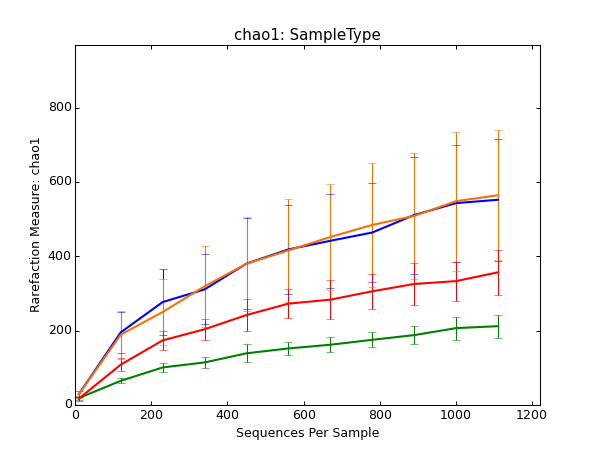 chao1: SampleType
Rarefaction Measure: chao1
800
600
400
200
0
0 200 400 600 800 1000 1200
Sequences Per Sample